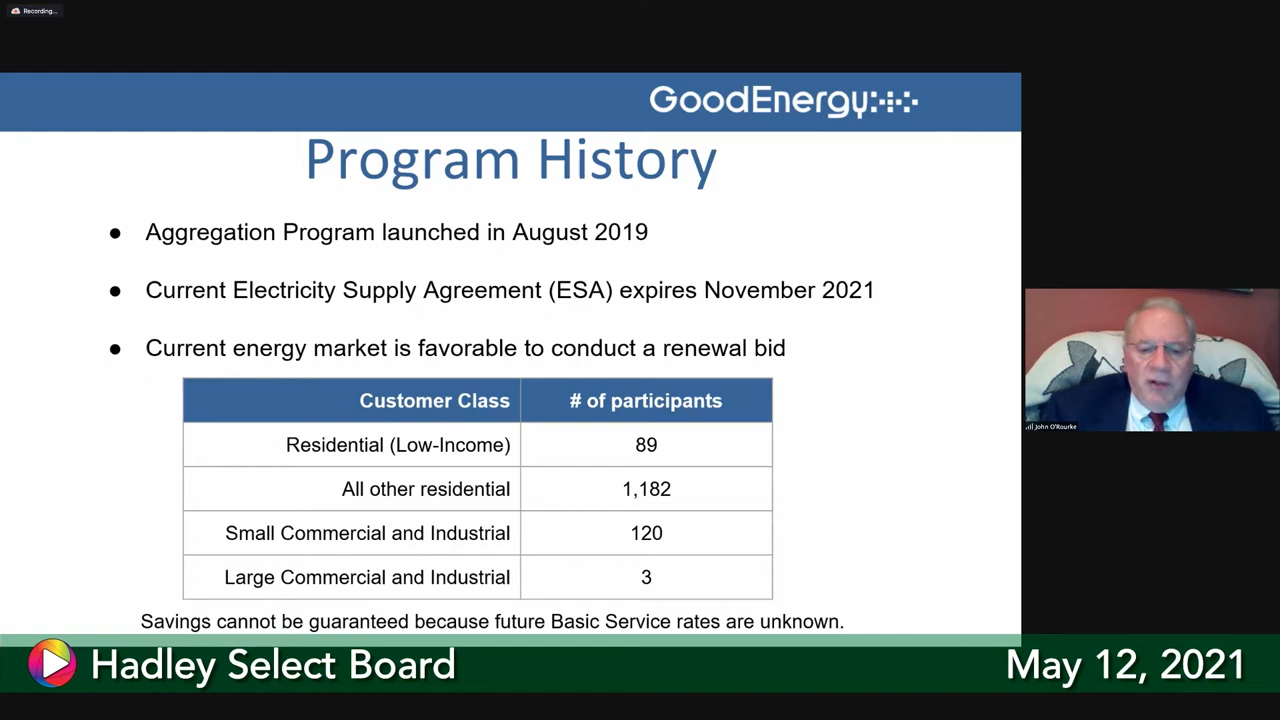 Recording...
GoodEnergy
Program History
● Aggregation Program launched in August 2019
● Current Electricity Supply Agreement (ESA) expires November 2021
● Current energy market is favorable to conduct a renewal bid
Customer Class # of participants
Residential (Low-Income) 89
All other residential 1,182
Small Commercial and Industrial 120
Large Commercial and Industrial 3
Savings cannot be guaranteed because future Basic Service rates are unknown.
John O'Rourke
Hadley Select Board May 12, 2021